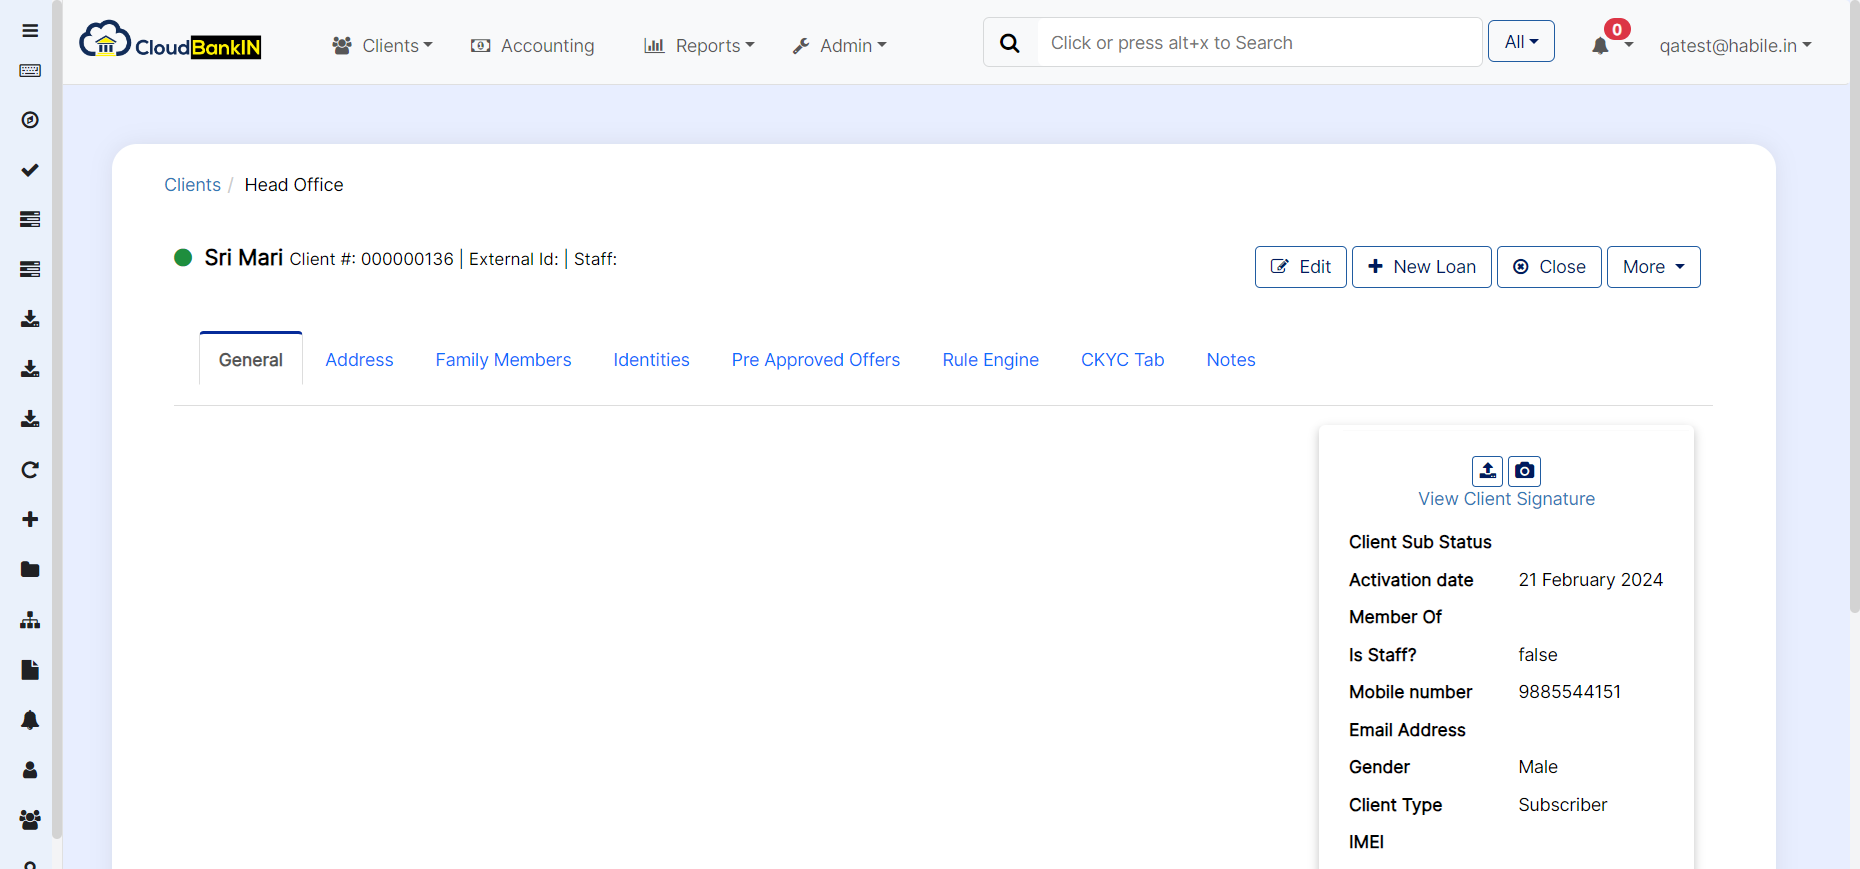 CloudBankIN
Clients
Accounting
Reports
Admin
Click or press alt+x to Search
All
0
qatest@habile.in
Clients / Head Office
Sri Mari Client #: 000000136 | External Id: | Staff:
Edit
New Loan
Close
More
General
Address
Family Members
Identities
Pre Approved Offers
Rule Engine
CKYC Tab
Notes
View Client Signature
Client Sub Status
Activation date 21 February 2024
Member Of
Is Staff? false
Mobile number 9885544151
Email Address
Gender Male
Client Type Subscriber
IMEI